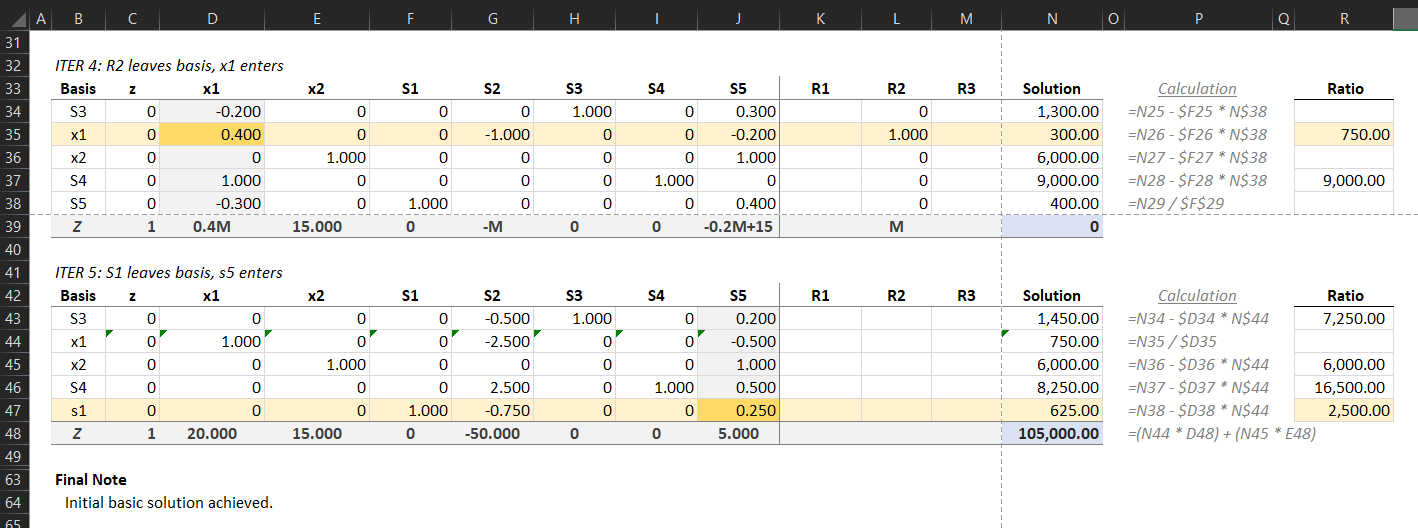 A B C D E F G H I J K L M N O P Q R
31
32 ITER 4: R2 leaves basis, x1 enters
33 Basis z x1 x2 S1 S2 S3 S4 S5 R1 R2 R3 Solution Calculation Ratio
34 S3 0 -0.200 0 0 0 1.000 0 0.300 0 1,300.00 =N25 - $F25 * N$38
35 x1 0 0.400 0 0 -1.000 0 0 -0.200 1.000 300.00 =N26 - $F26 * N$38 750.00
36 x2 0 0 1.000 0 0 0 0 1.000 0 6,000.00 =N27 - $F27 * N$38
37 S4 0 1.000 0 0 0 0 1.000 0 0 9,000.00 =N28 - $F28 * N$38 9,000.00
38 S5 0 -0.300 0 1.000 0 0 0 0.400 0 400.00 =N29 / $F$29
39 Z 1 0.4M 15.000 0 -M 0 0 -0.2M+15 M 0
40
41 ITER 5: S1 leaves basis, s5 enters
42 Basis z x1 x2 S1 S2 S3 S4 S5 R1 R2 R3 Solution Calculation Ratio
43 S3 0 0 0 0 -0.500 1.000 0 0.200 1,450.00 =N34 - $D34 * N$44 7,250.00
44 x1 0 1.000 0 0 -2.500 0 0 -0.500 750.00 =N35 / $D35
45 x2 0 0 1.000 0 0 0 0 1.000 6,000.00 =N36 - $D36 * N$44 6,000.00
46 S4 0 0 0 0 2.500 0 1.000 0.500 8,250.00 =N37 - $D37 * N$44 16,500.00
47 s1 0 0 0 1.000 -0.750 0 0 0.250 625.00 =N38 - $D38 * N$44 2,500.00
48 Z 1 20.000 15.000 0 -50.000 0 0 5.000 105,000.00 =(N44 * D48) + (N45 * E48)
49
63 Final Note
64 Initial basic solution achieved.
65